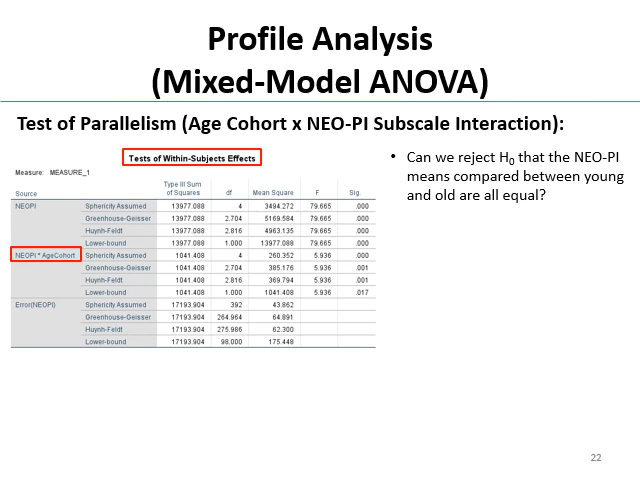 Profile Analysis
(Mixed-Model ANOVA)
Test of Parallelism (Age Cohort x NEO-PI Subscale Interaction):
Tests of Within-Subjects Effects
Measure: MEASURE_1
Source Type III Sum of Squares df Mean Square F Sig.
NEOPI Sphericity Assumed 13977.088 4 3494.272 79.665 .000
Greenhouse-Geisser 13977.088 2.704 5169.584 79.665 .000
Huynh-Feldt 13977.088 2.816 4963.135 79.665 .000
Lower-bound 13977.088 1.000 13977.088 79.665 .000
NEOPI * AgeCohort Sphericity Assumed 1041.408 4 260.352 5.936 .000
Greenhouse-Geisser 1041.408 2.704 385.176 5.936 .001
Huynh-Feldt 1041.408 2.816 369.794 5.936 .001
Lower-bound 1041.408 1.000 1041.408 5.936 .017
Error(NEOPI) Sphericity Assumed 17193.904 392 43.862
Greenhouse-Geisser 17193.904 264.964 64.891
Huynh-Feldt 17193.904 275.986 62.300
Lower-bound 17193.904 98.000 175.448
• Can we reject H0 that the NEO-PI
means compared between young
and old are all equal?
22